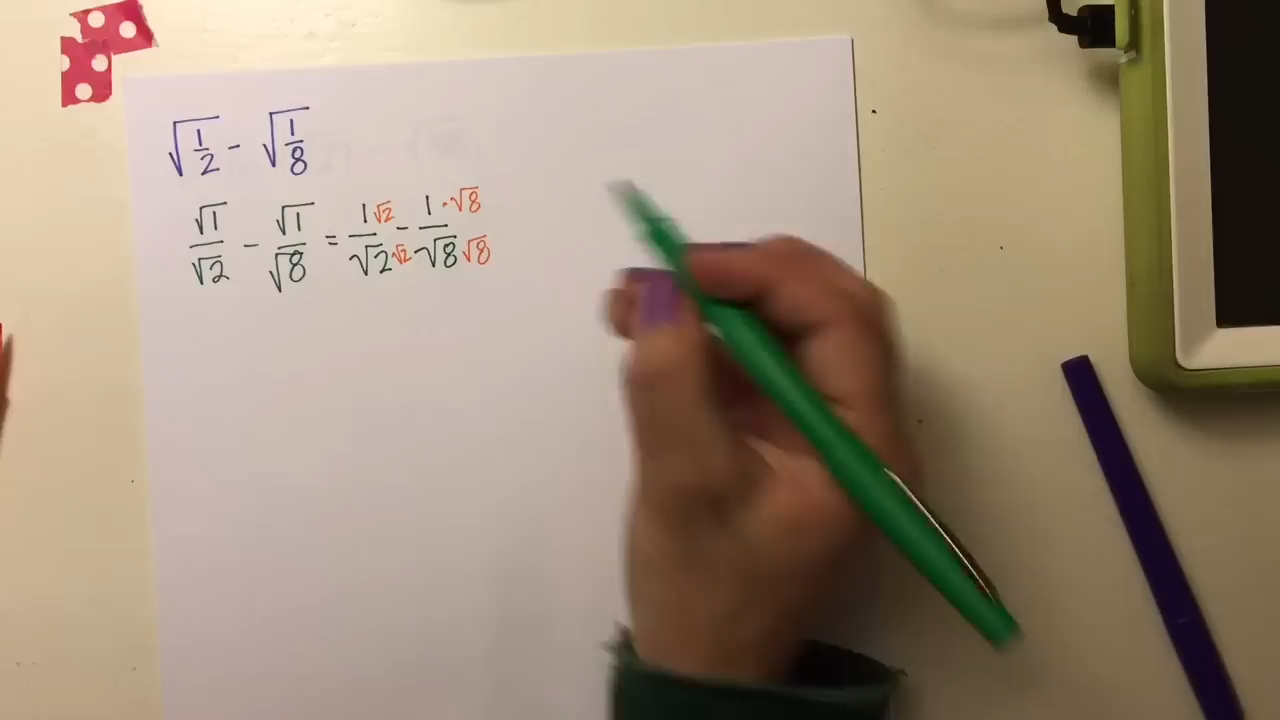 √(1/2) - √(1/8)
√1/√2 - √1/√8 = 1√2/√2√2 - 1·√8/√8√8